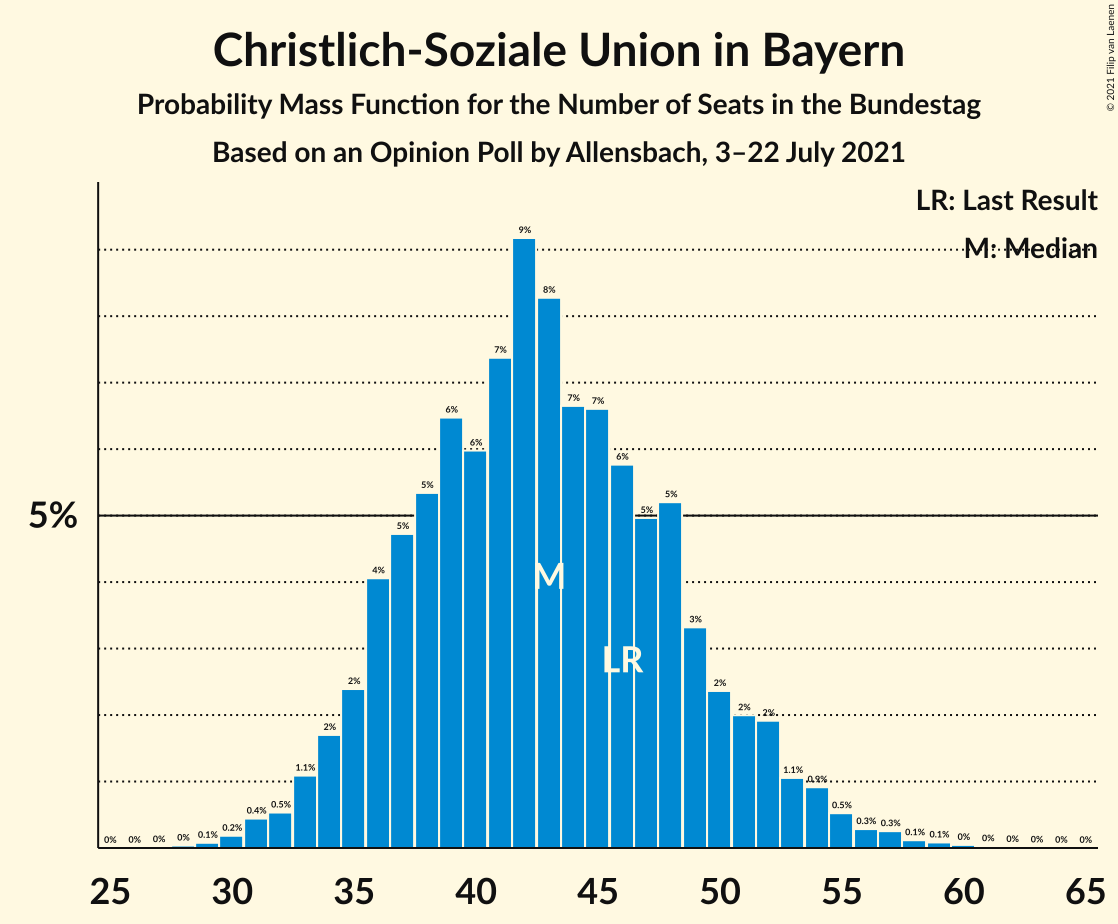 Christlich-Soziale Union in Bayern
Probability Mass Function for the Number of Seats in the Bundestag
Based on an Opinion Poll by Allensbach, 3–22 July 2021
© 2021 Filip van Laenen
LR: Last Result
M: Median
5%
0% 0% 0% 0% 0.1% 0.2% 0.4% 0.5% 1.1% 2% 2% 4% 5% 5% 6% 6% 7% 9% 8% 7% 7% 6% 5% 5% 3% 2% 2% 2% 1.1% 0.9% 0.5% 0.3% 0.3% 0.1% 0.1% 0% 0% 0% 0% 0% 0%
M
LR
25 30 35 40 45 50 55 60 65